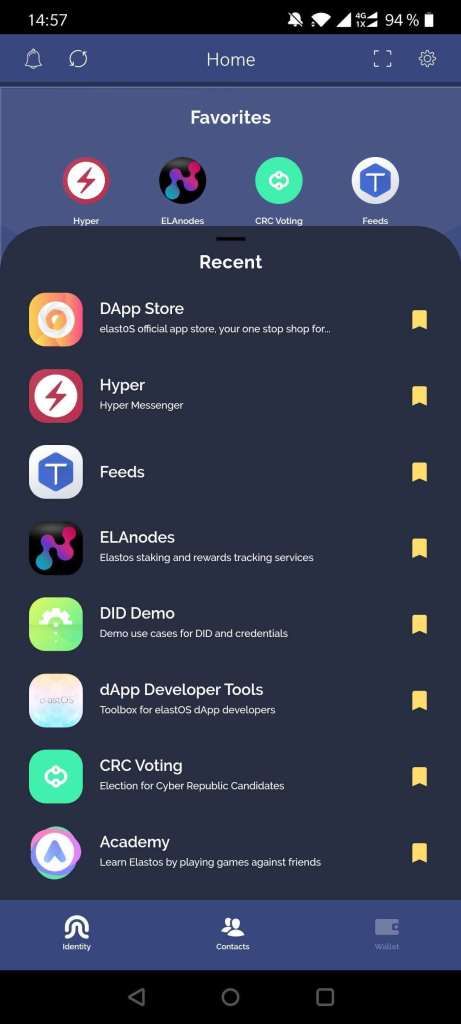 14:57
4G
1X
94 %
Home
Favorites
Hyper
ELAnodes
CRC Voting
Feeds
Recent
DApp Store
elastOS official app store, your one stop shop for...
Hyper
Hyper Messenger
Feeds
ELAnodes
Elastos staking and rewards tracking services
DID Demo
Demo use cases for DID and credentials
elastOS
dApp Developer Tools
Toolbox for elastOS dApp developers
CRC Voting
Election for Cyber Republic Candidates
Academy
Learn Elastos by playing games against friends
Identity
Contacts
Wallet